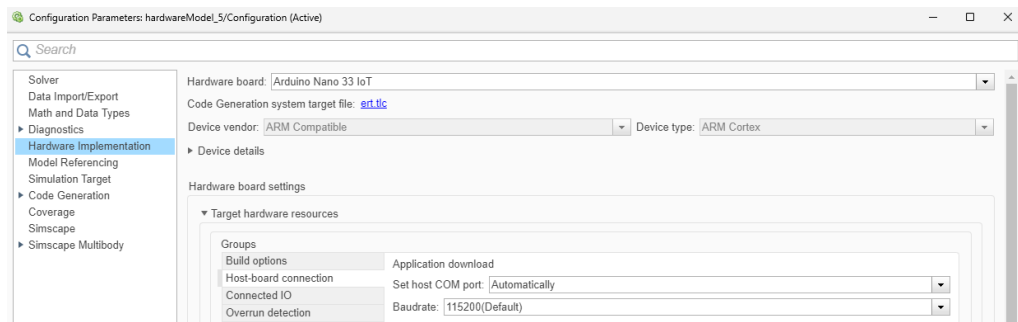 Configuration Parameters: hardwareModel_5/Configuration (Active)
Search
Solver
Data Import/Export
Math and Data Types
Diagnostics
Hardware Implementation
Model Referencing
Simulation Target
Code Generation
Coverage
Simscape
Simscape Multibody
Hardware board: Arduino Nano 33 IoT
Code Generation system target file: ert.tlc
Device vendor: ARM Compatible Device type: ARM Cortex
Device details
Hardware board settings
Target hardware resources
Groups
Build options
Host-board connection
Connected IO
Overrun detection
Application download
Set host COM port: Automatically
Baudrate: 115200(Default)